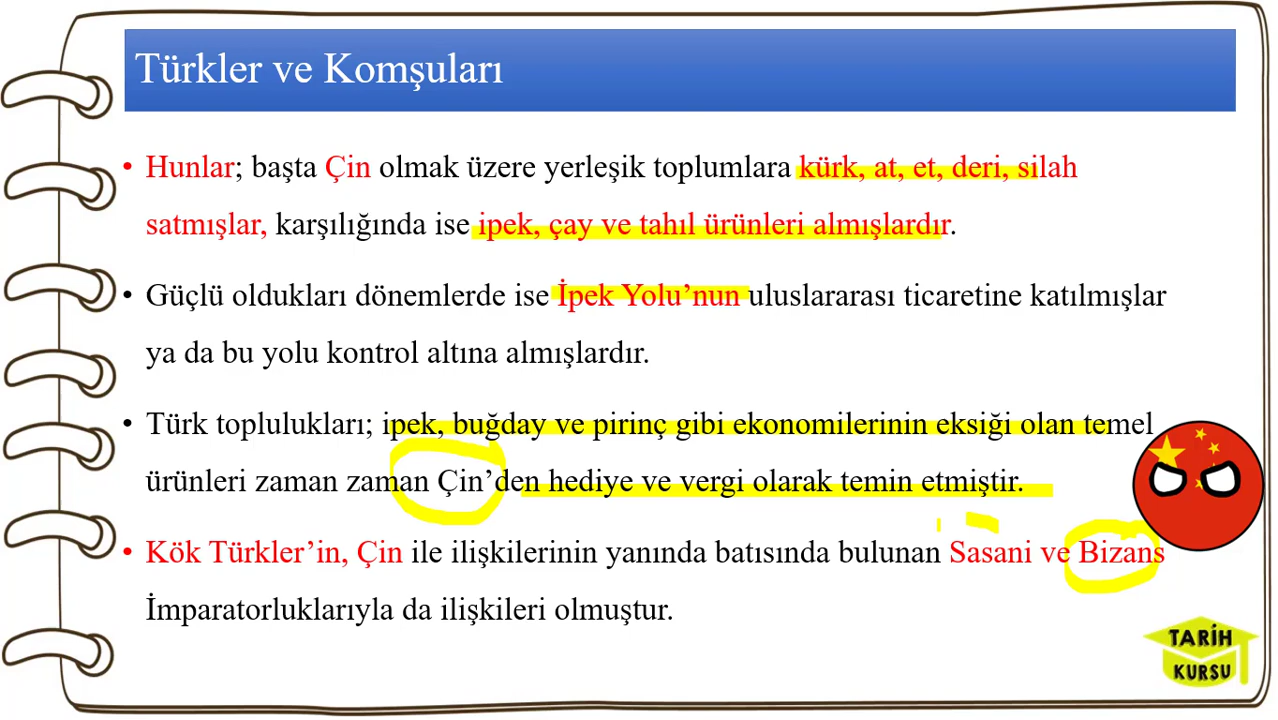 Türkler ve Komşuları
• Hunlar; başta Çin olmak üzere yerleşik toplumlara kürk, at, et, deri, silah
satmışlar, karşılığında ise ipek, çay ve tahıl ürünleri almışlardır.
• Güçlü oldukları dönemlerde ise İpek Yolu’nun uluslararası ticaretine katılmışlar
ya da bu yolu kontrol altına almışlardır.
• Türk toplulukları; ipek, buğday ve pirinç gibi ekonomilerinin eksiği olan temel
ürünleri zaman zaman Çin’den hediye ve vergi olarak temin etmiştir.
• Kök Türkler’in, Çin ile ilişkilerinin yanında batısında bulunan Sasani ve Bizans
İmparatorluklarıyla da ilişkileri olmuştur.
TARİH
KURSU